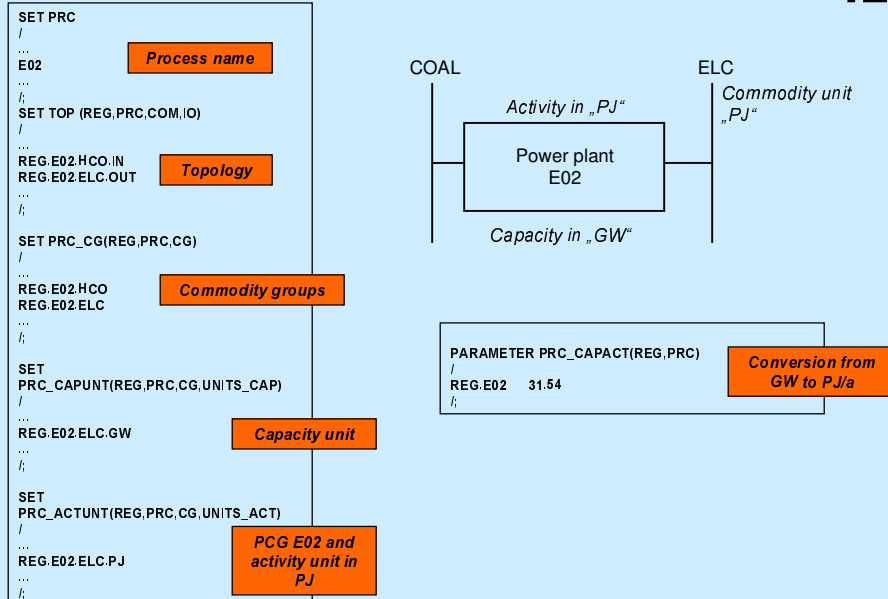 SET PRC
/
...
E02
...
/;
Process name
SET TOP (REG,PRC,COM,IO)
/
...
REG.E02.HCO.IN
REG.E02.ELC.OUT
...
/;
Topology
SET PRC_CG(REG,PRC,CG)
/
...
REG.E02.HCO
REG.E02.ELC
...
/;
Commodity groups
SET
PRC_CAPUNT(REG,PRC,CG,UNITS_CAP)
/
...
REG.E02.ELC.GW
...
/;
Capacity unit
SET
PRC_ACTUNT(REG,PRC,CG,UNITS_ACT)
/
...
REG.E02.ELC.PJ
...
/;
PCG E02 and
activity unit in
PJ
COAL
ELC
Activity in „PJ“
Commodity unit
„PJ“
Power plant
E02
Capacity in „GW“
PARAMETER PRC_CAPACT(REG,PRC)
/
REG.E02 31.54
/;
Conversion from
GW to PJ/a